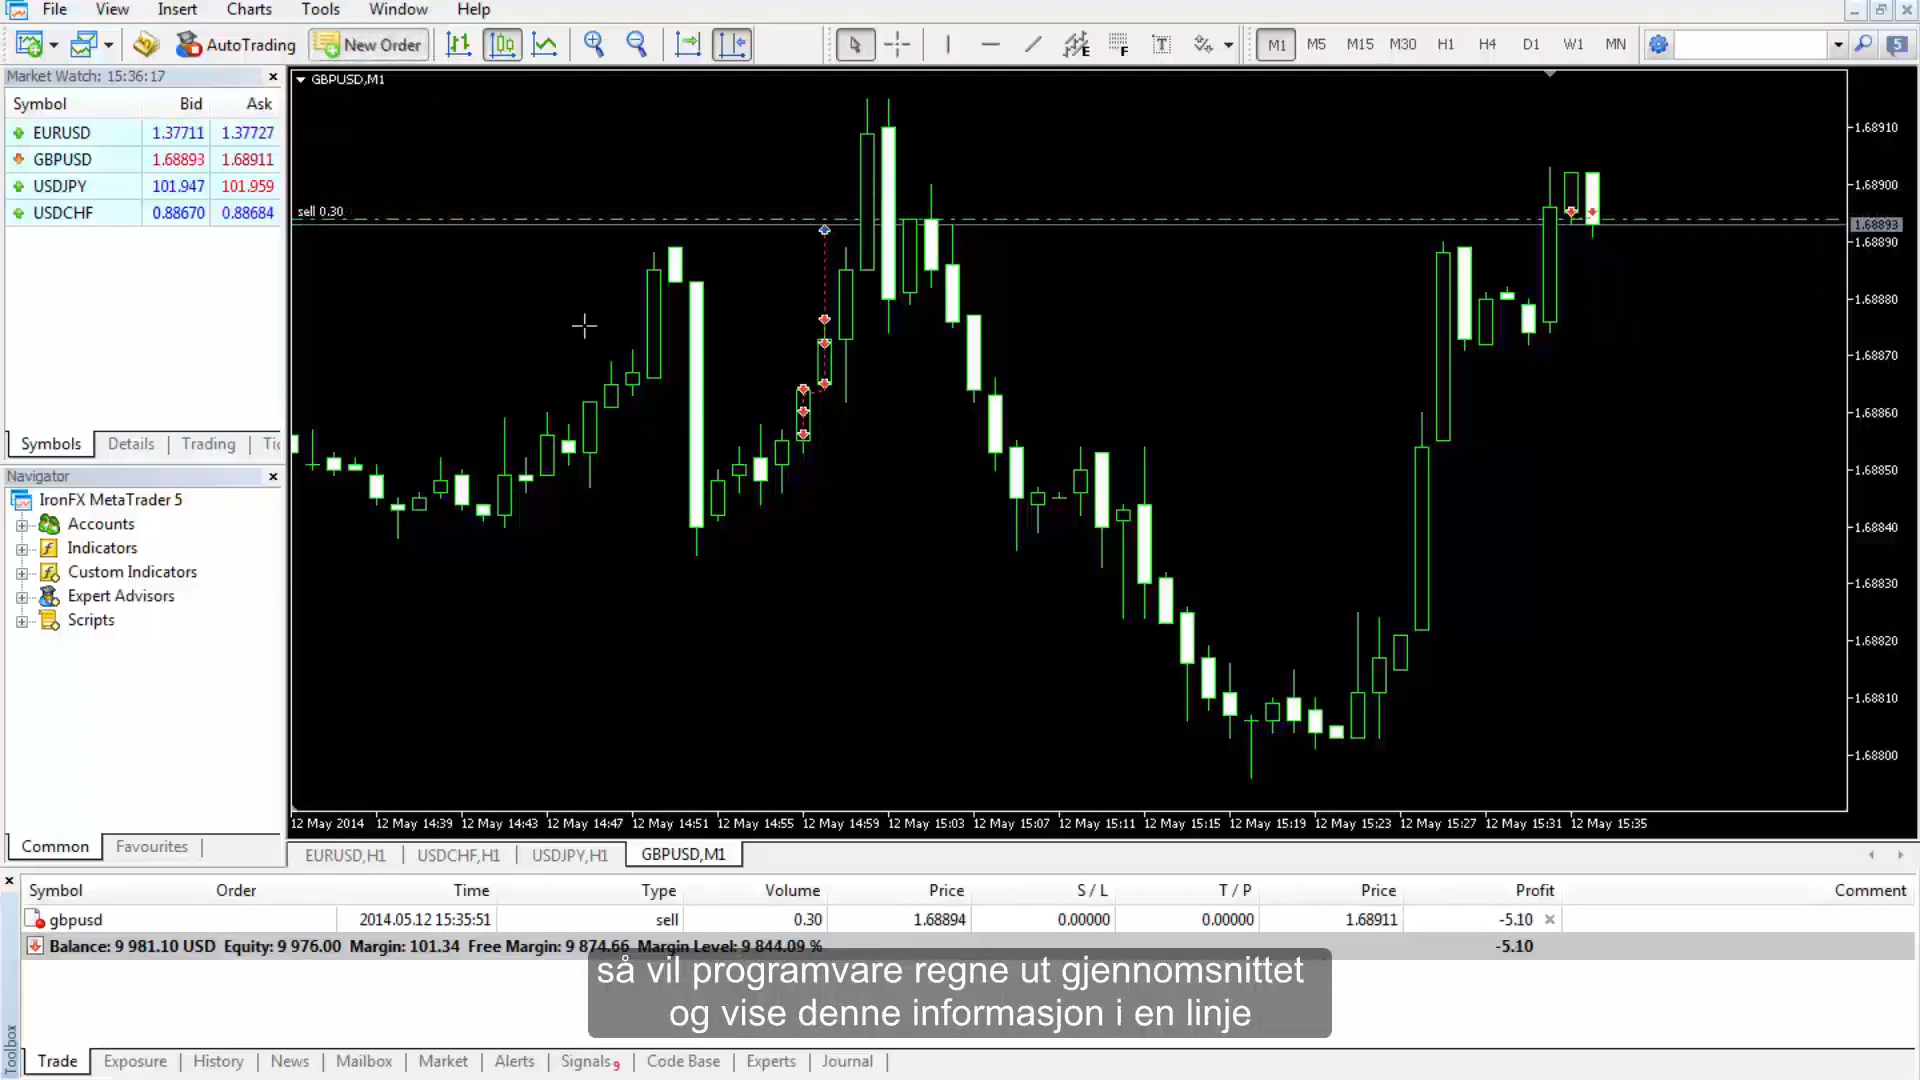 File View Insert Charts Tools Window Help
AutoTrading New Order M1 M5 M15 M30 H1 H4 D1 W1 MN 5
Market Watch: 15:36:17
Symbol Bid Ask
EURUSD 1.37711 1.37727
GBPUSD 1.68893 1.68911
USDJPY 101.947 101.959
USDCHF 0.88670 0.88684
Symbols Details Trading Tic
Navigator
IronFX MetaTrader 5
Accounts
Indicators
Custom Indicators
Expert Advisors
Scripts
Common Favourites
GBPUSD,M1
sell 0.30
1.68910
1.68900
1.68893
1.68890
1.68880
1.68870
1.68860
1.68850
1.68840
1.68830
1.68820
1.68810
1.68800
12 May 2014 12 May 14:39 12 May 14:43 12 May 14:47 12 May 14:51 12 May 14:55 12 May 14:59 12 May 15:03 12 May 15:07 12 May 15:11 12 May 15:15 12 May 15:19 12 May 15:23 12 May 15:27 12 May 15:31 12 May 15:35
EURUSD,H1 USDCHF,H1 USDJPY,H1 GBPUSD,M1
Symbol Order Time Type Volume Price S / L T / P Price Profit Comment
gbpusd 2014.05.12 15:35:51 sell 0.30 1.68894 0.00000 0.00000 1.68911 -5.10
Balance: 9 981.10 USD Equity: 9 976.00 Margin: 101.34 Free Margin: 9 874.66 Margin Level: 9 844.09 % -5.10
så vil programvare regne ut gjennomsnittet
og vise denne informasjon i en linje
Toolbox
Trade Exposure History News Mailbox Market Alerts Signals 9 Code Base Experts Journal